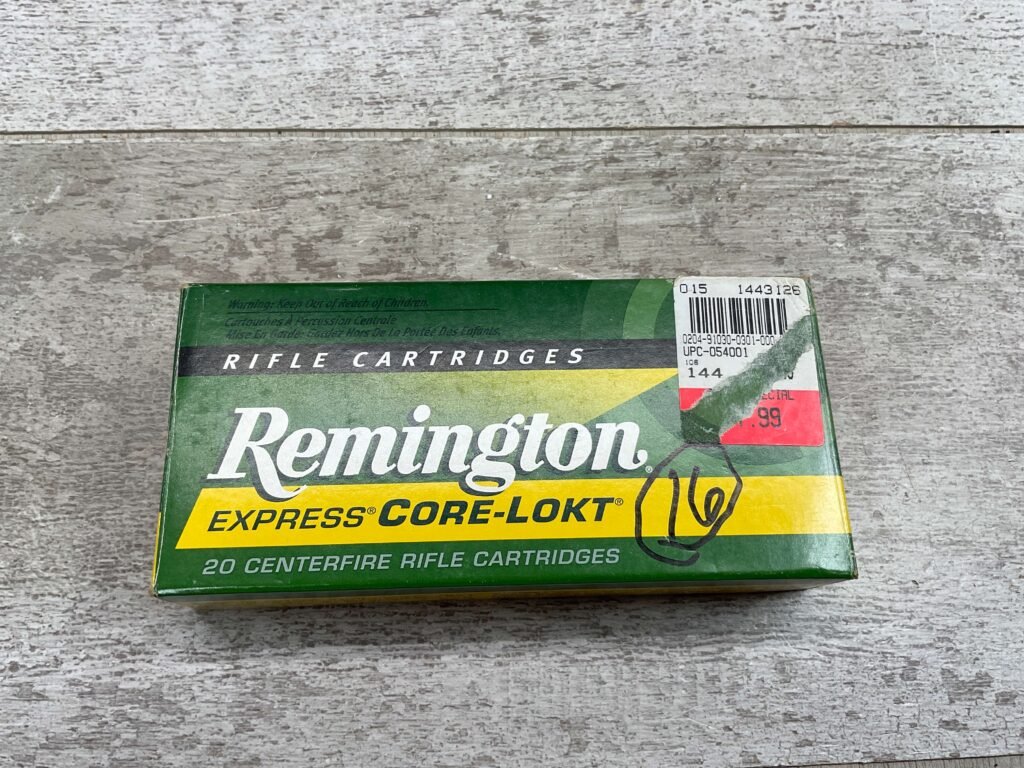 Warning: Keep Out of Reach of Children.
Cartouches À Percussion Centrale
Mise En Garde: Gardez Hors De La Portée Des Enfants.
RIFLE CARTRIDGES
015 1443126
0204-91030-0301-000
UPC-054001
144
.99
Remington®
EXPRESS® CORE-LOKT®
16
20 CENTERFIRE RIFLE CARTRIDGES